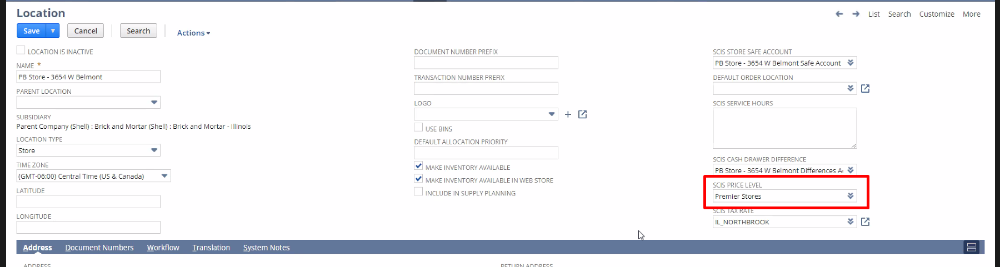 Location
List Search Customize More
Save Cancel Search Actions
LOCATION IS INACTIVE
NAME *
PB Store - 3654 W Belmont
PARENT LOCATION
SUBSIDIARY
Parent Company (Shell) : Brick and Mortar (Shell) : Brick and Mortar - Illinois
LOCATION TYPE
Store
TIME ZONE
(GMT-06:00) Central Time (US & Canada)
LATITUDE
LONGITUDE
DOCUMENT NUMBER PREFIX
TRANSACTION NUMBER PREFIX
LOGO
USE BINS
DEFAULT ALLOCATION PRIORITY
MAKE INVENTORY AVAILABLE
MAKE INVENTORY AVAILABLE IN WEB STORE
INCLUDE IN SUPPLY PLANNING
SCIS STORE SAFE ACCOUNT
PB Store - 3654 W Belmont Safe Account
DEFAULT ORDER LOCATION
SCIS SERVICE HOURS
SCIS CASH DRAWER DIFFERENCE
PB Store - 3654 W Belmont Differences A
SCIS PRICE LEVEL
Premier Stores
SCIS TAX RATE
IL_NORTHBROOK
Address Document Numbers Workflow Translation System Notes
ADDRESS
RETURN ADDRESS